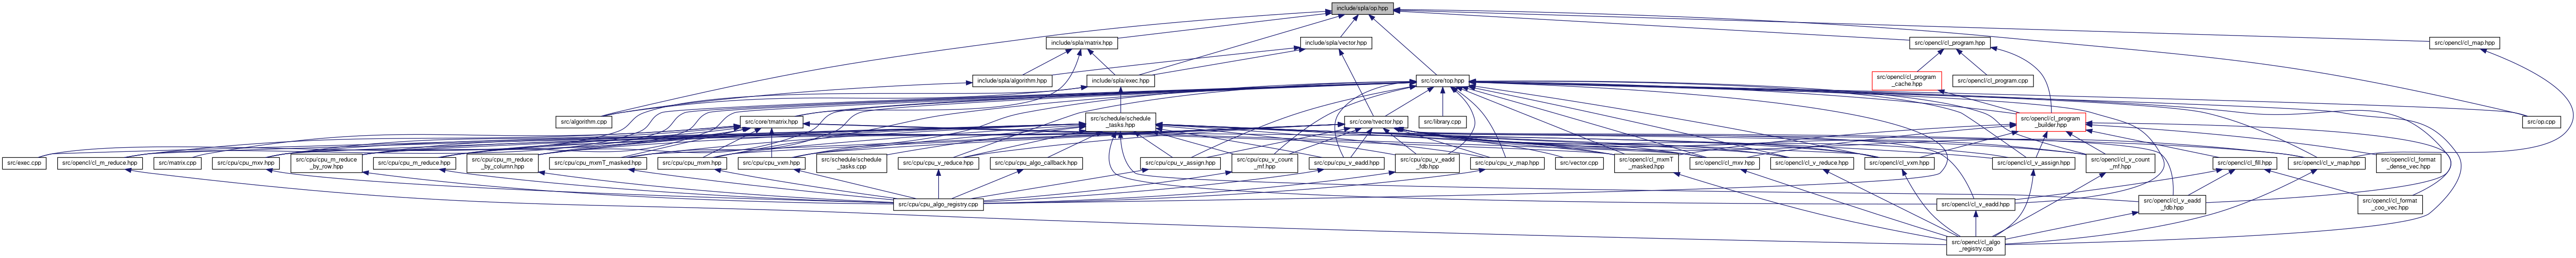 include/spla/op.hpp
include/spla/matrix.hpp
include/spla/vector.hpp
src/opencl/cl_program.hpp
src/opencl/cl_map.hpp
include/spla/algorithm.hpp
include/spla/exec.hpp
src/core/top.hpp
src/opencl/cl_program
_cache.hpp
src/opencl/cl_program.cpp
src/algorithm.cpp
src/core/tmatrix.hpp
src/schedule/schedule
_tasks.hpp
src/core/tvector.hpp
src/library.cpp
src/opencl/cl_program
_builder.hpp
src/op.cpp
src/exec.cpp
src/opencl/cl_m_reduce.hpp
src/matrix.cpp
src/cpu/cpu_mxv.hpp
src/cpu/cpu_m_reduce
_by_row.hpp
src/cpu/cpu_m_reduce.hpp
src/cpu/cpu_m_reduce
_by_column.hpp
src/cpu/cpu_mxmT_masked.hpp
src/cpu/cpu_mxm.hpp
src/cpu/cpu_vxm.hpp
src/schedule/schedule
_tasks.cpp
src/cpu/cpu_v_reduce.hpp
src/cpu/cpu_algo_callback.hpp
src/cpu/cpu_v_assign.hpp
src/cpu/cpu_v_count
_mf.hpp
src/cpu/cpu_v_eadd.hpp
src/cpu/cpu_v_eadd
_fdb.hpp
src/cpu/cpu_v_map.hpp
src/vector.cpp
src/opencl/cl_mxmT
_masked.hpp
src/opencl/cl_mxv.hpp
src/opencl/cl_v_reduce.hpp
src/opencl/cl_vxm.hpp
src/opencl/cl_v_assign.hpp
src/opencl/cl_v_count
_mf.hpp
src/opencl/cl_fill.hpp
src/opencl/cl_v_map.hpp
src/opencl/cl_format
_dense_vec.hpp
src/cpu/cpu_algo_registry.cpp
src/opencl/cl_v_eadd.hpp
src/opencl/cl_v_eadd
_fdb.hpp
src/opencl/cl_format
_coo_vec.hpp
src/opencl/cl_algo
_registry.cpp